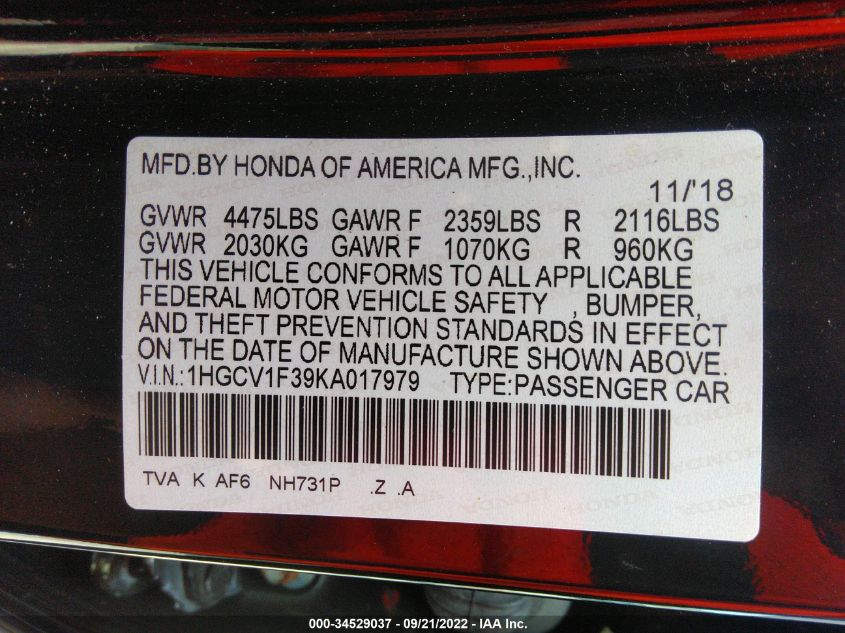 MFD.BY HONDA OF AMERICA MFG.,INC.
11/'18
GVWR 4475LBS GAWR F 2359LBS R 2116LBS
GVWR 2030KG GAWR F 1070KG R 960KG
THIS VEHICLE CONFORMS TO ALL APPLICABLE
FEDERAL MOTOR VEHICLE SAFETY , BUMPER,
AND THEFT PREVENTION STANDARDS IN EFFECT
ON THE DATE OF MANUFACTURE SHOWN ABOVE.
V.I.N.:1HGCV1F39KA017979 TYPE:PASSENGER CAR
TVA K AF6 NH731P .Z .A
000-34529037 - 09/21/2022 - IAA Inc.